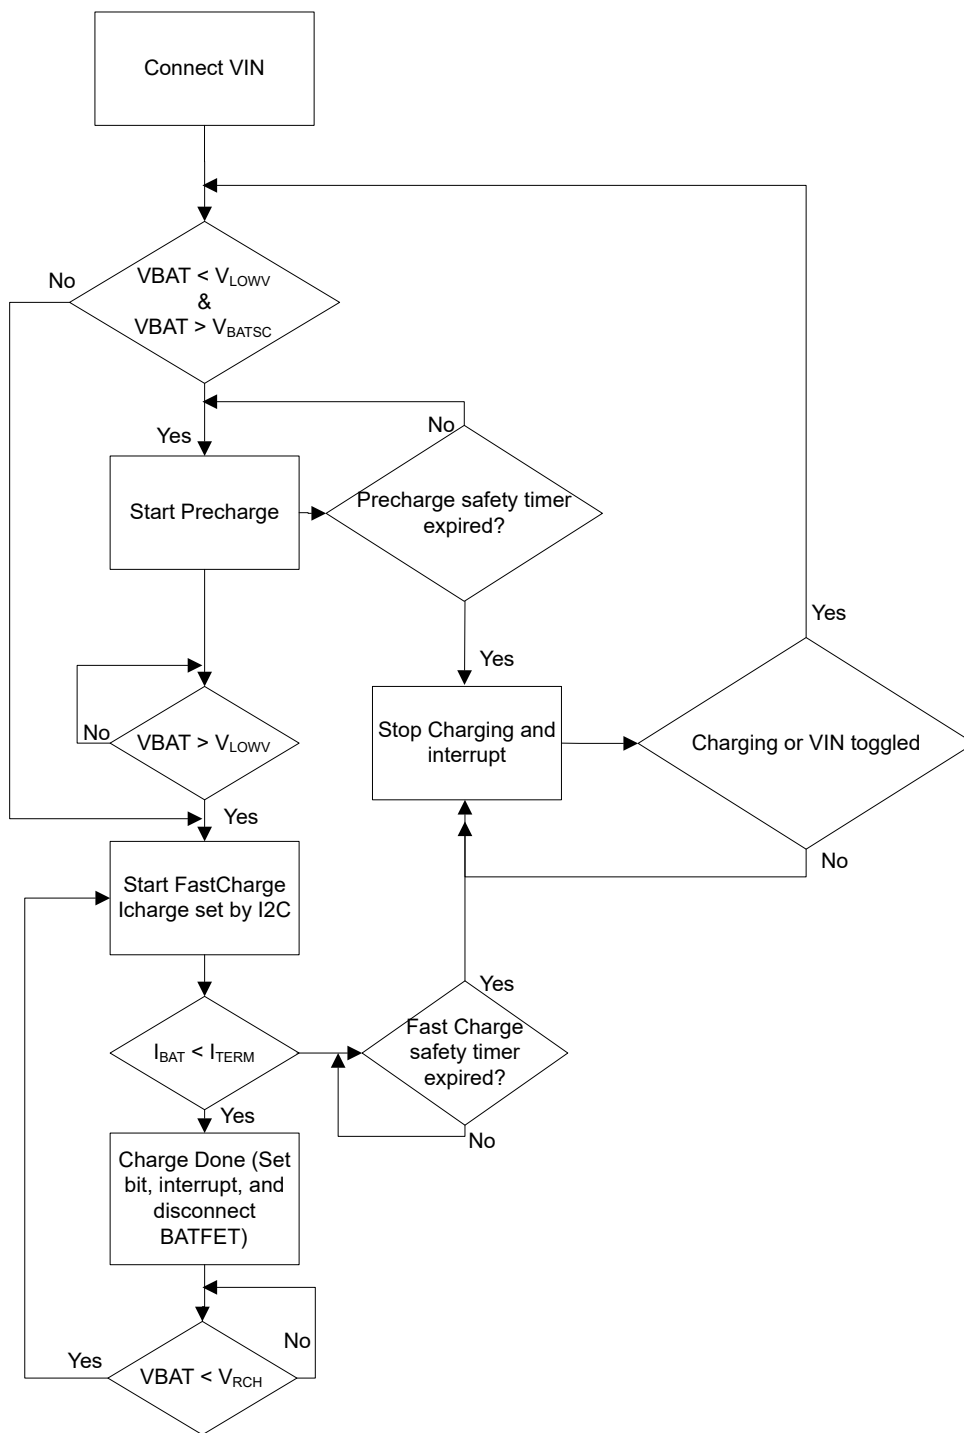 Connect VIN
No
VBAT < VLOWV
&
VBAT > VBATSC
Yes
No
Start Precharge
Precharge safety timer
expired?
Yes
Yes
No
VBAT > VLOWV
Stop Charging and
interrupt
Charging or VIN toggled
Yes
No
Start FastCharge
Icharge set by I2C
Yes
IBAT < ITERM
Fast Charge
safety timer
expired?
Yes
No
Charge Done (Set
bit, interrupt, and
disconnect
BATFET)
Yes
No
VBAT < VRCH